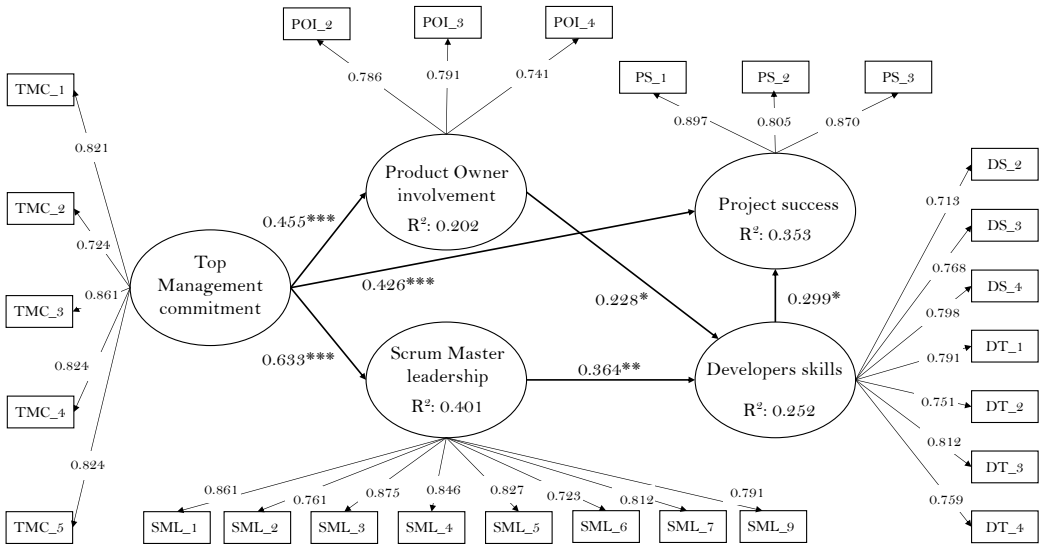 POI_2
POI_3
POI_4
0.786
0.791
0.741
PS_1
PS_2
PS_3
0.897
0.805
0.870
TMC_1
0.821
TMC_2
0.724
TMC_3
0.861
TMC_4
0.824
TMC_5
0.824
Top
Management
commitment
Product Owner
involvement
R²: 0.202
0.455***
0.426***
0.633***
Project success
R²: 0.353
0.228*
0.299*
Scrum Master
leadership
R²: 0.401
0.364**
Developers skills
R²: 0.252
DS_2
0.713
DS_3
0.768
DS_4
0.798
DT_1
0.791
DT_2
0.751
DT_3
0.812
DT_4
0.759
0.861
0.761
0.875
0.846
0.827
0.723
0.812
0.791
SML_1
SML_2
SML_3
SML_4
SML_5
SML_6
SML_7
SML_9